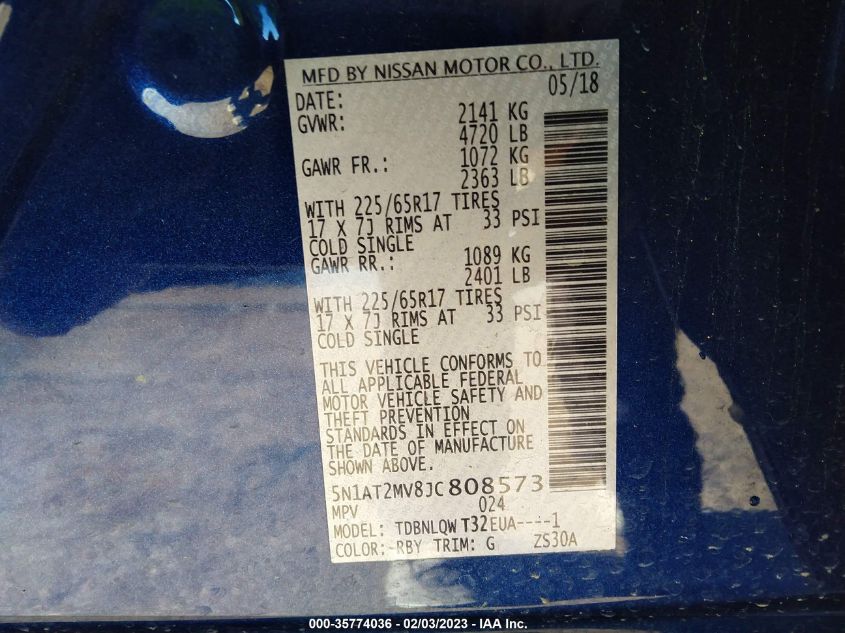 MFD BY NISSAN MOTOR CO., LTD.
DATE: 05/18
GVWR: 2141 KG
4720 LB
GAWR FR.: 1072 KG
2363 LB
WITH 225/65R17 TIRES
17 X 7J RIMS AT 33 PSI
COLD SINGLE
GAWR RR.: 1089 KG
2401 LB
WITH 225/65R17 TIRES
17 X 7J RIMS AT 33 PSI
COLD SINGLE
THIS VEHICLE CONFORMS TO
ALL APPLICABLE FEDERAL
MOTOR VEHICLE SAFETY AND
THEFT PREVENTION
STANDARDS IN EFFECT ON
THE DATE OF MANUFACTURE
SHOWN ABOVE.
5N1AT2MV8JC808573
MPV 024
MODEL: TDBNLQWT32EUA----1
COLOR:-RBY TRIM: G ZS30A
000-35774036 - 02/03/2023 - IAA Inc.